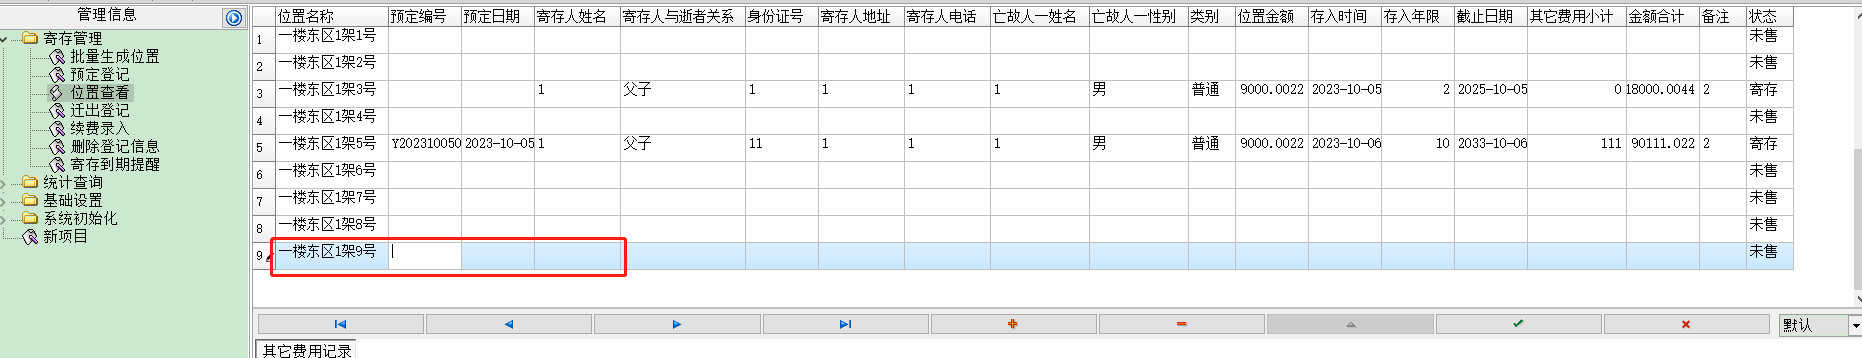 管理信息
寄存管理
批量生成位置
预定登记
位置查看
迁出登记
续费录入
删除登记信息
寄存到期提醒
统计查询
基础设置
系统初始化
新项目
位置名称 预定编号 预定日期 寄存人姓名 寄存人与逝者关系 身份证号 寄存人地址 寄存人电话 亡故人一姓名 亡故人一性别 类别 位置金额 存入时间 存入年限 截止日期 其它费用小计 金额合计 备注 状态
1 一楼东区1架1号 未售
2 一楼东区1架2号 未售
3 一楼东区1架3号 1 父子 1 1 1 1 男 普通 9000.0022 2023-10-05 2 2025-10-05 0 18000.0044 2 寄存
4 一楼东区1架4号 未售
5 一楼东区1架5号 Y202310050 2023-10-05 1 父子 11 1 1 1 男 普通 9000.0022 2023-10-06 10 2033-10-06 111 90111.022 2 寄存
6 一楼东区1架6号 未售
7 一楼东区1架7号 未售
8 一楼东区1架8号 未售
9 一楼东区1架9号 未售
默认
其它费用记录